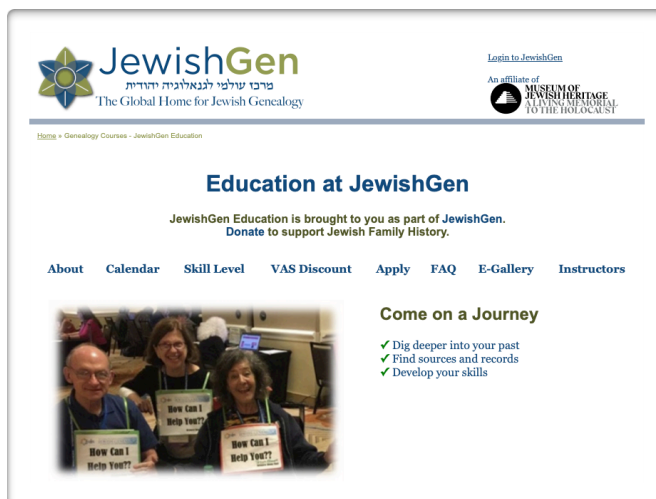 JewishGen
מרכז עולמי לגנאלוגיה יהודית
The Global Home for Jewish Genealogy
Login to JewishGen
An affiliate of
MUSEUM OF
JEWISH HERITAGE
A LIVING MEMORIAL
TO THE HOLOCAUST
Home » Genealogy Courses - JewishGen Education
Education at JewishGen
JewishGen Education is brought to you as part of JewishGen.
Donate to support Jewish Family History.
About Calendar Skill Level VAS Discount Apply FAQ E-Gallery Instructors
Come on a Journey
✓ Dig deeper into your past
✓ Find sources and records
✓ Develop your skills
How Can I
Help You??
How Can I
Help You??
How Can I
Help You??